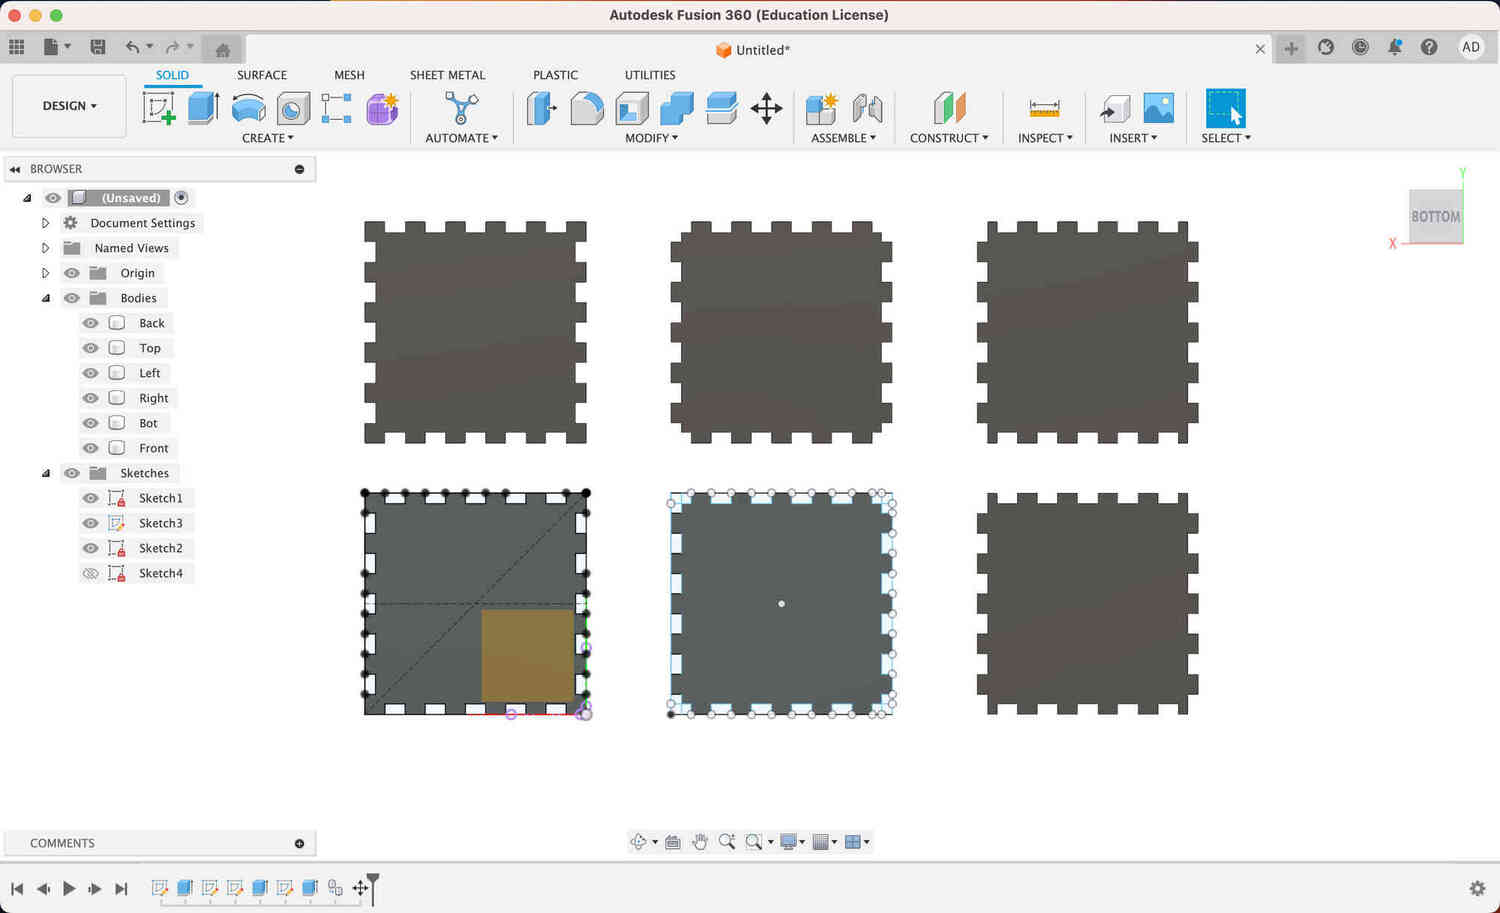 Autodesk Fusion 360 (Education License)
Untitled*
AD
SOLID SURFACE MESH SHEET METAL PLASTIC UTILITIES
DESIGN
CREATE AUTOMATE MODIFY ASSEMBLE CONSTRUCT INSPECT INSERT SELECT
BROWSER
(Unsaved)
Document Settings
Named Views
Origin
Bodies
Back
Top
Left
Right
Bot
Front
Sketches
Sketch1
Sketch3
Sketch2
Sketch4
Y
BOTTOM
X
COMMENTS